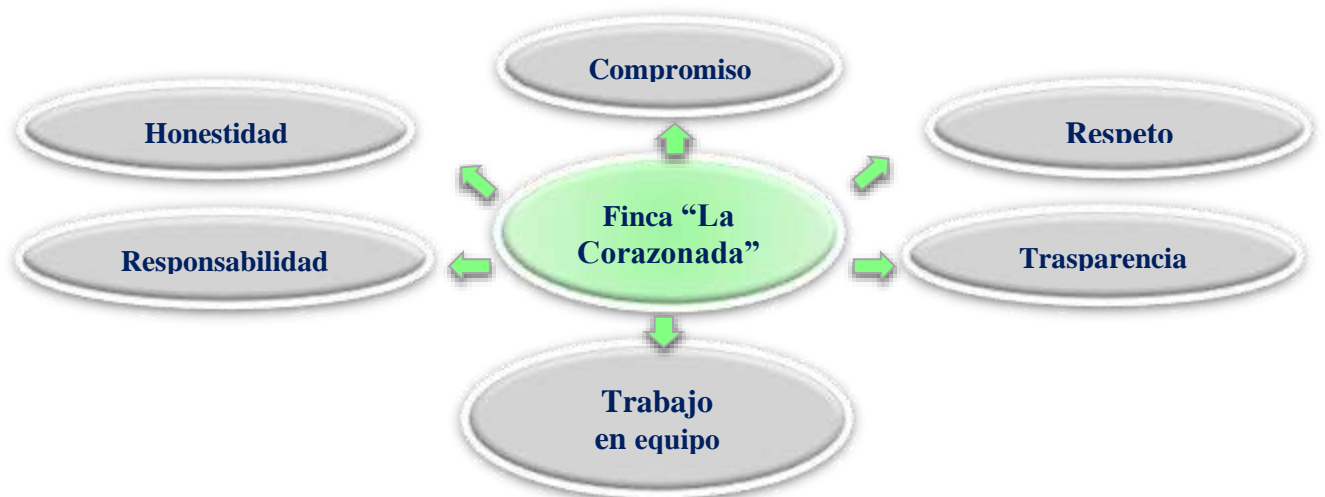 Compromiso
Honestidad
Respeto
Finca “La
Corazonada”
Responsabilidad
Trasparencia
Trabajo
en equipo